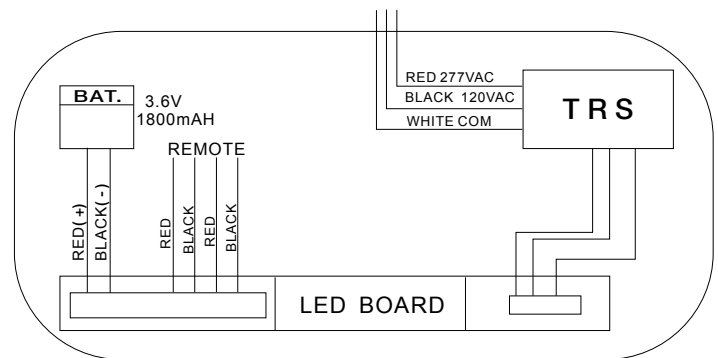 RED 277VAC
BLACK 120VAC
WHITE COM
TRS
BAT.
3.6V
1800mAH
REMOTE
RED(+)
BLACK(-)
RED
BLACK
RED
BLACK
LED BOARD